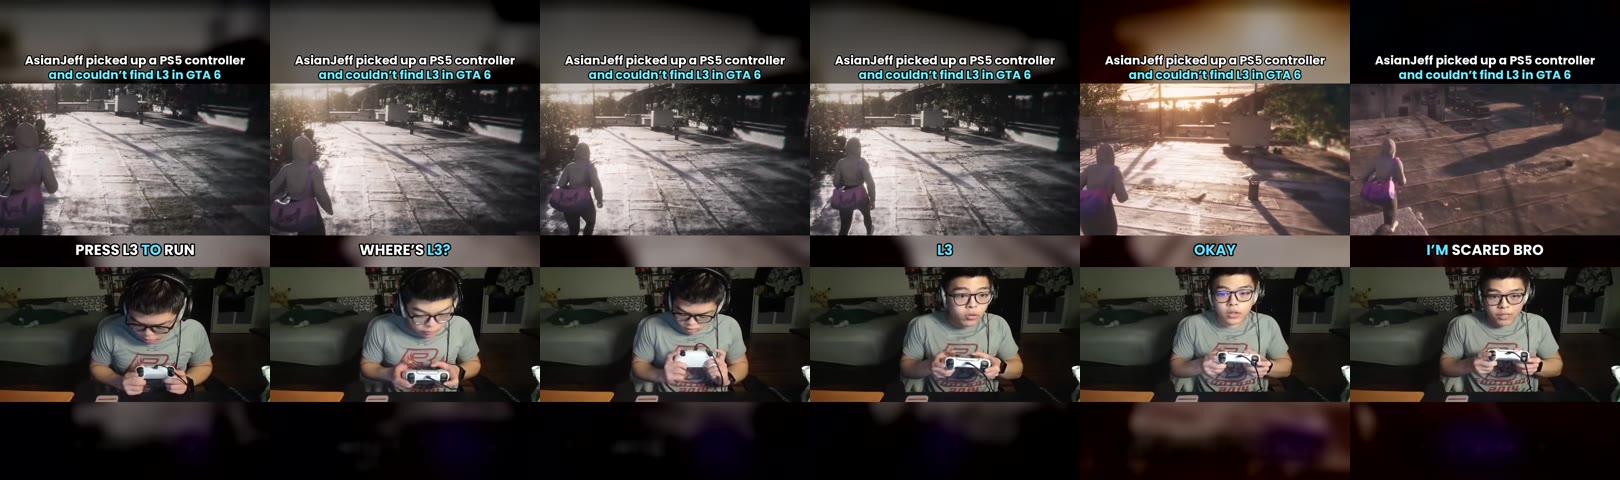 AsianJeff picked up a PS5 controller
and couldn't find L3 in GTA 6
PRESS L3 TO RUN
AsianJeff picked up a PS5 controller
and couldn't find L3 in GTA 6
WHERE'S L3?
AsianJeff picked up a PS5 controller
and couldn't find L3 in GTA 6
AsianJeff picked up a PS5 controller
and couldn't find L3 in GTA 6
L3
AsianJeff picked up a PS5 controller
and couldn't find L3 in GTA 6
OKAY
AsianJeff picked up a PS5 controller
and couldn't find L3 in GTA 6
I'M SCARED BRO